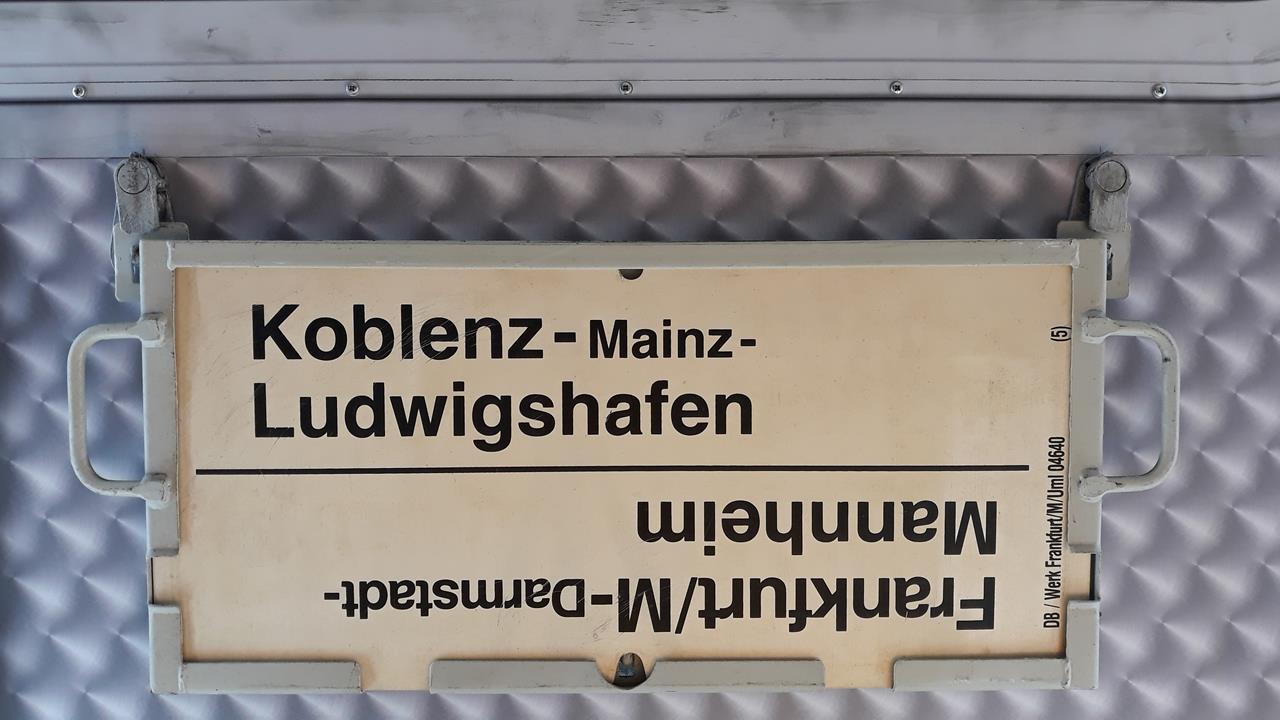 Koblenz - Mainz -
Ludwigshafen
Frankfurt/M-Darmstadt-
Mannheim
(5)
DB / Werk Frankfurt/M/Uml 04640